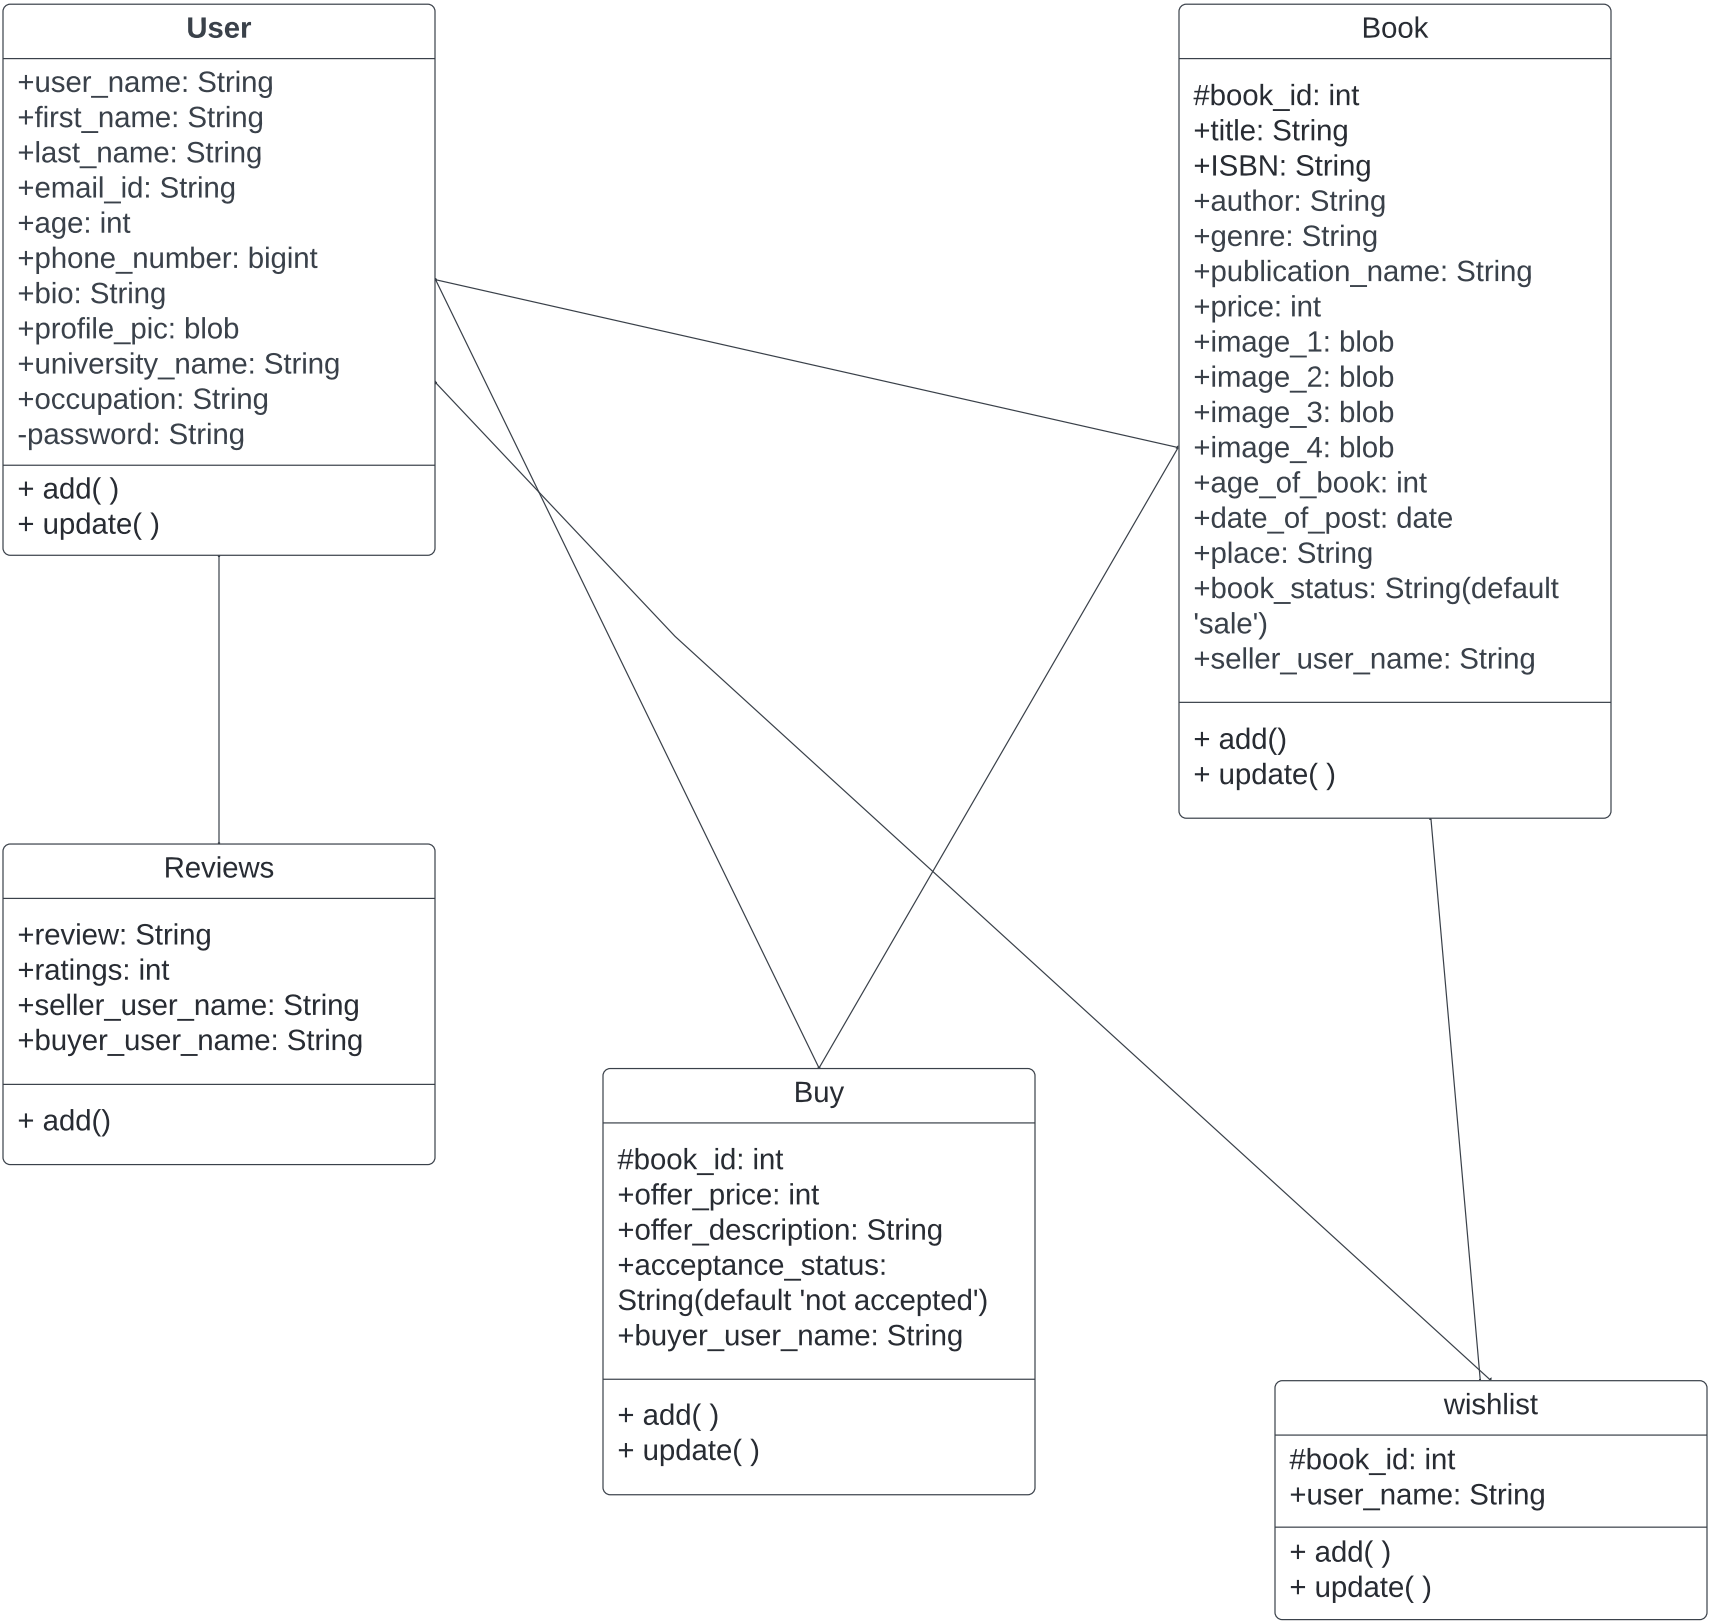 User
+user_name: String
+first_name: String
+last_name: String
+email_id: String
+age: int
+phone_number: bigint
+bio: String
+profile_pic: blob
+university_name: String
+occupation: String
-password: String
+ add( )
+ update( )
Book
#book_id: int
+title: String
+ISBN: String
+author: String
+genre: String
+publication_name: String
+price: int
+image_1: blob
+image_2: blob
+image_3: blob
+image_4: blob
+age_of_book: int
+date_of_post: date
+place: String
+book_status: String(default
'sale')
+seller_user_name: String
+ add()
+ update( )
Reviews
+review: String
+ratings: int
+seller_user_name: String
+buyer_user_name: String
+ add()
Buy
#book_id: int
+offer_price: int
+offer_description: String
+acceptance_status:
String(default 'not accepted')
+buyer_user_name: String
+ add( )
+ update( )
wishlist
#book_id: int
+user_name: String
+ add( )
+ update( )